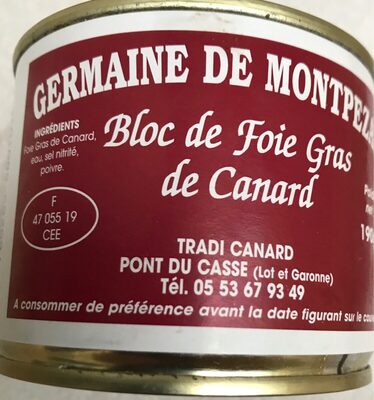 GERMAINE DE
INGRÉDIENTS
Foie Gras de Canard,
eau, sel nitrité,
poivre.
Bloc de Foie Gras
de Canard
F
47 055 19
CEE
net
TRADI CANARD
PONT DU CASSE (Lot et Garonne)
Tél. 05 53 67 93 49
A consommer de préférence avant la date figurant sur le